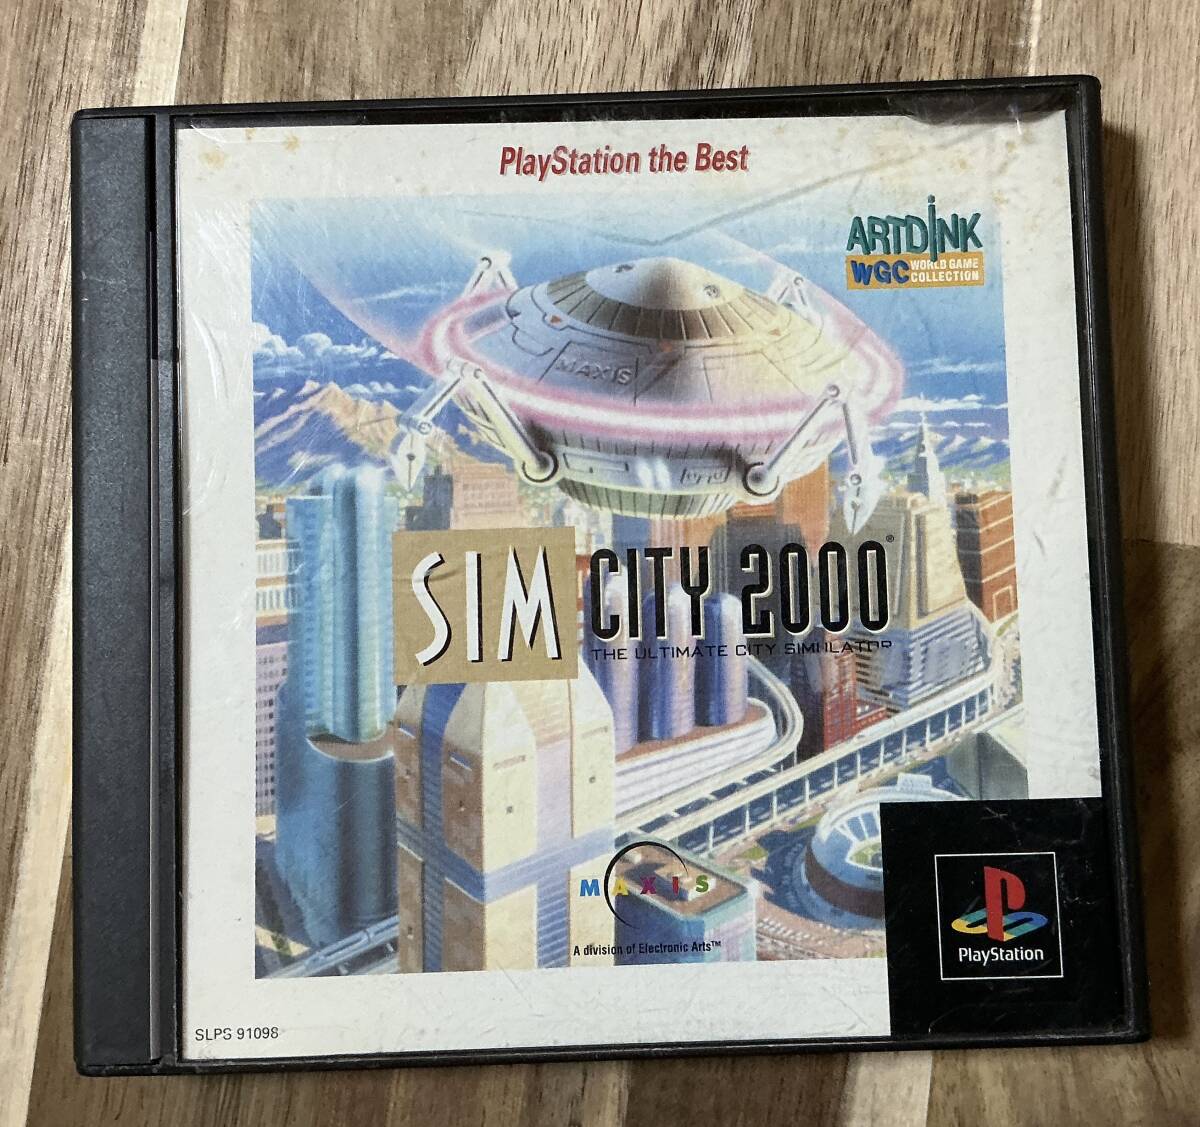 PlayStation the Best
ARTDiNK
WGC WORLD GAME
COLLECTION
MAXIS
SIM CITY 2000®
THE ULTIMATE CITY SIMULATOR
MAXIS
A division of Electronic Arts™
PlayStation
SLPS 91098